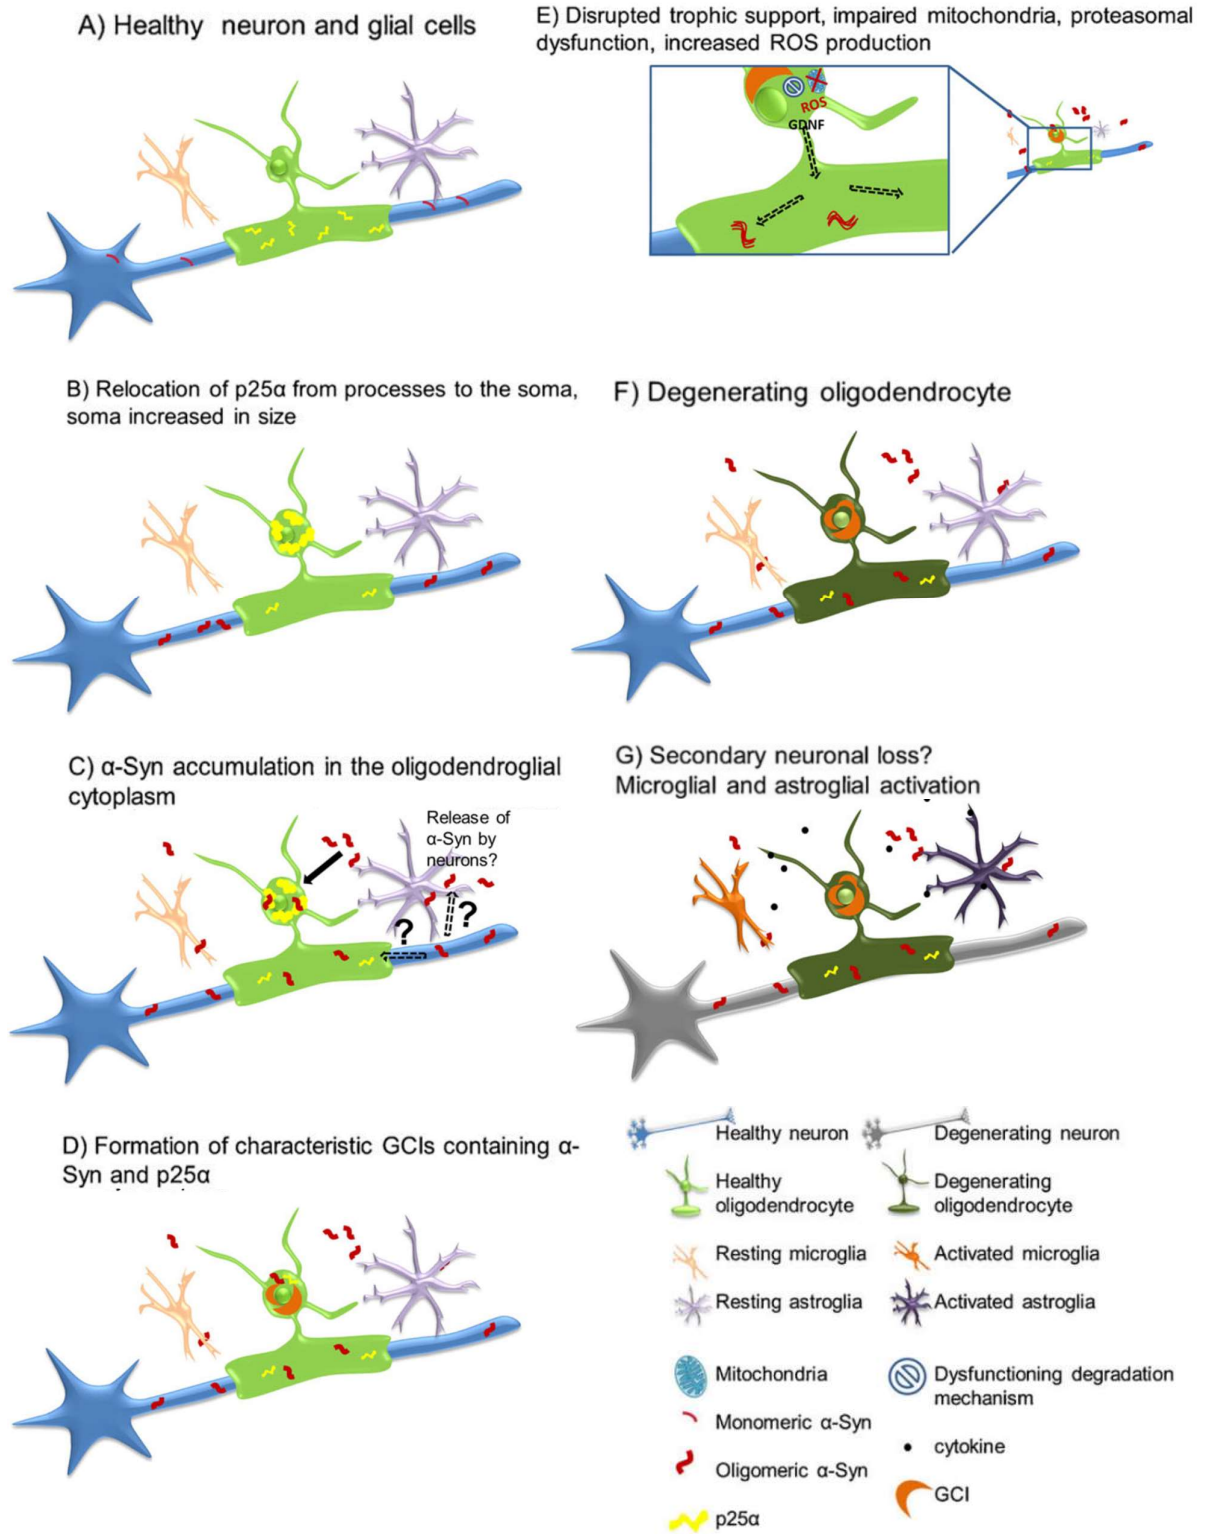 A) Healthy neuron and glial cells
E) Disrupted trophic support, impaired mitochondria, proteasomal
dysfunction, increased ROS production
ROS
GDNF
B) Relocation of p25α from processes to the soma,
soma increased in size
F) Degenerating oligodendrocyte
C) α-Syn accumulation in the oligodendroglial
cytoplasm
Release of
α-Syn by
neurons?
?
?
G) Secondary neuronal loss?
Microglial and astroglial activation
D) Formation of characteristic GCIs containing α-
Syn and p25α
Healthy neuron
Degenerating neuron
Healthy
oligodendrocyte
Degenerating
oligodendrocyte
Resting microglia
Activated microglia
Resting astroglia
Activated astroglia
Mitochondria
Dysfunctioning degradation
mechanism
Monomeric α-Syn
cytokine
Oligomeric α-Syn
GCI
p25α